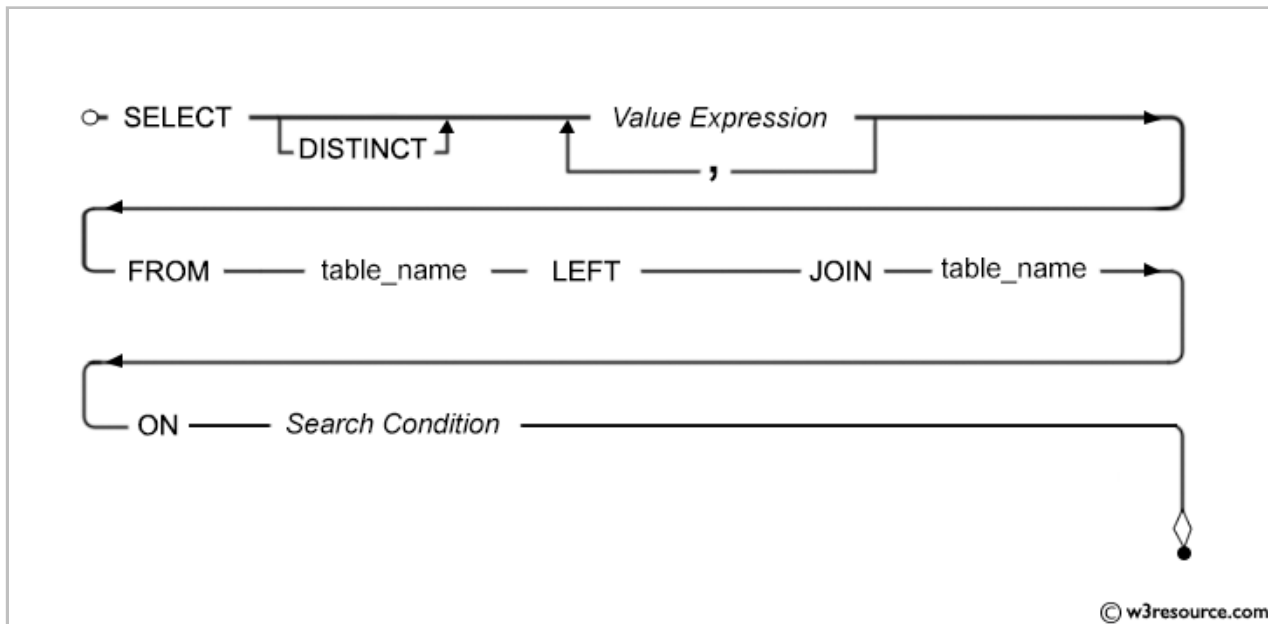 SELECT Value Expression
DISTINCT ,
FROM table_name LEFT JOIN table_name
ON Search Condition
© w3resource.com